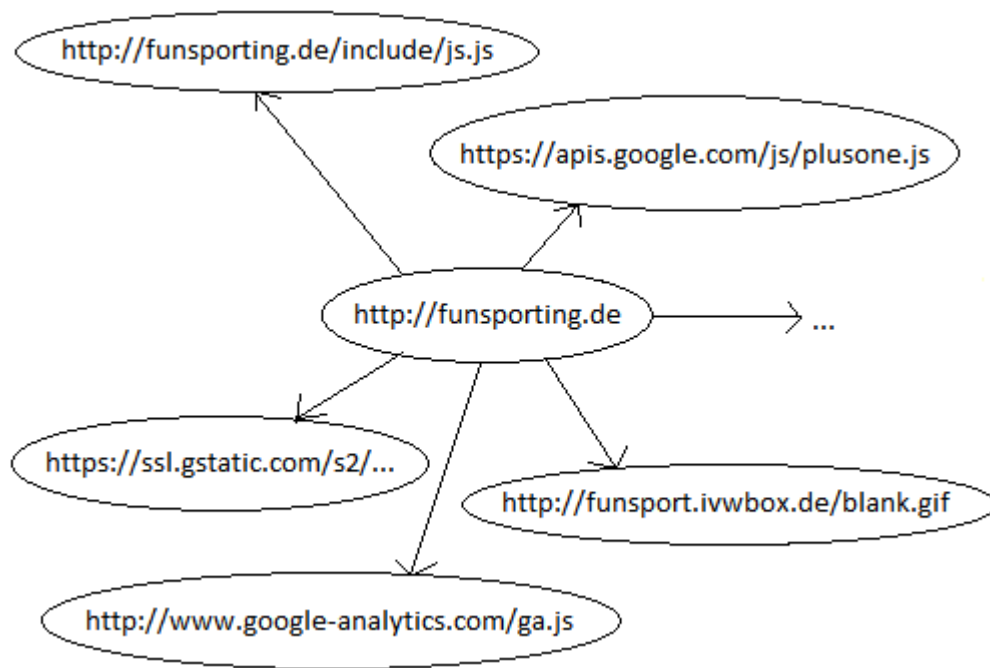 http://funsporting.de/include/js.js
https://apis.google.com/js/plusone.js
http://funsporting.de
...
https://ssl.gstatic.com/s2/...
http://funsport.ivwbox.de/blank.gif
http://www.google-analytics.com/ga.js